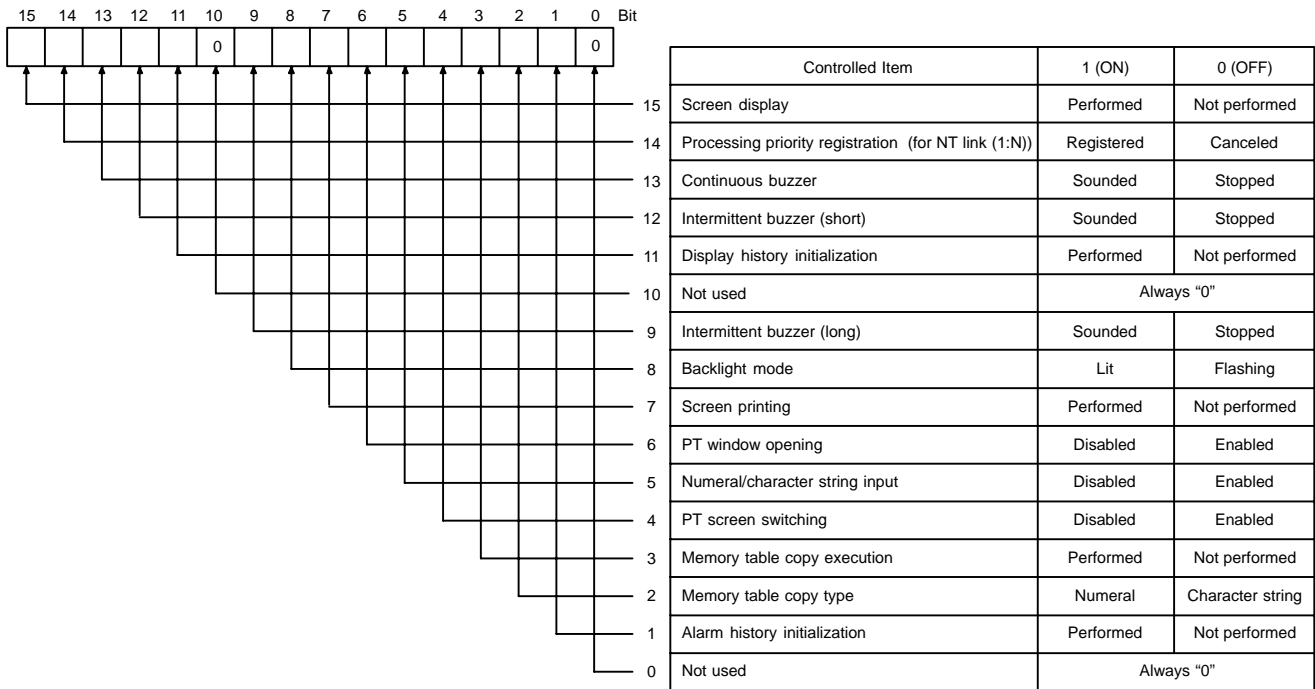 15 14 13 12 11 10 9 8 7 6 5 4 3 2 1 0 Bit
0 0
Controlled Item 1 (ON) 0 (OFF)
15 Screen display Performed Not performed
14 Processing priority registration (for NT link (1:N)) Registered Canceled
13 Continuous buzzer Sounded Stopped
12 Intermittent buzzer (short) Sounded Stopped
11 Display history initialization Performed Not performed
10 Not used Always “0”
9 Intermittent buzzer (long) Sounded Stopped
8 Backlight mode Lit Flashing
7 Screen printing Performed Not performed
6 PT window opening Disabled Enabled
5 Numeral/character string input Disabled Enabled
4 PT screen switching Disabled Enabled
3 Memory table copy execution Performed Not performed
2 Memory table copy type Numeral Character string
1 Alarm history initialization Performed Not performed
0 Not used Always “0”